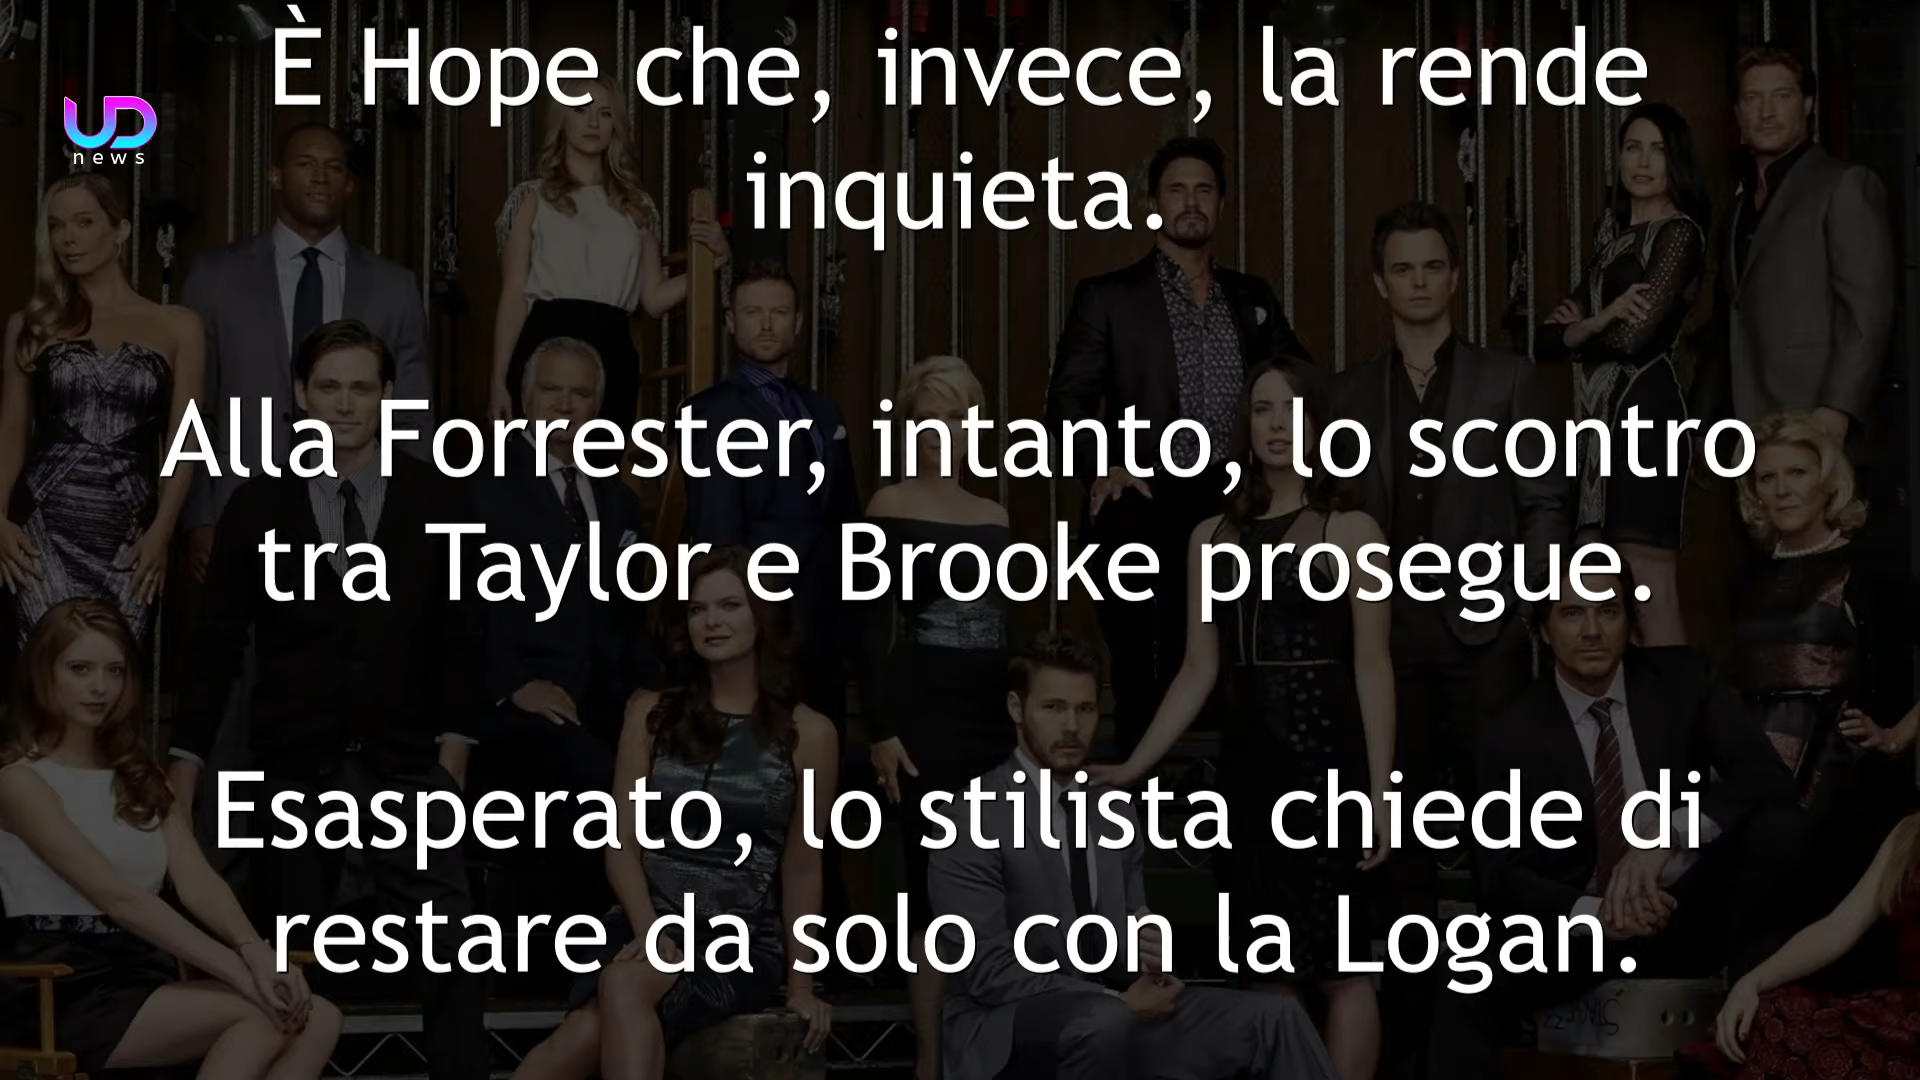 È Hope che, invece, la rende
inquieta.
UD
news
Alla Forrester, intanto, lo scontro
tra Taylor e Brooke prosegue.
Esasperato, lo stilista chiede di
restare da solo con la Logan.